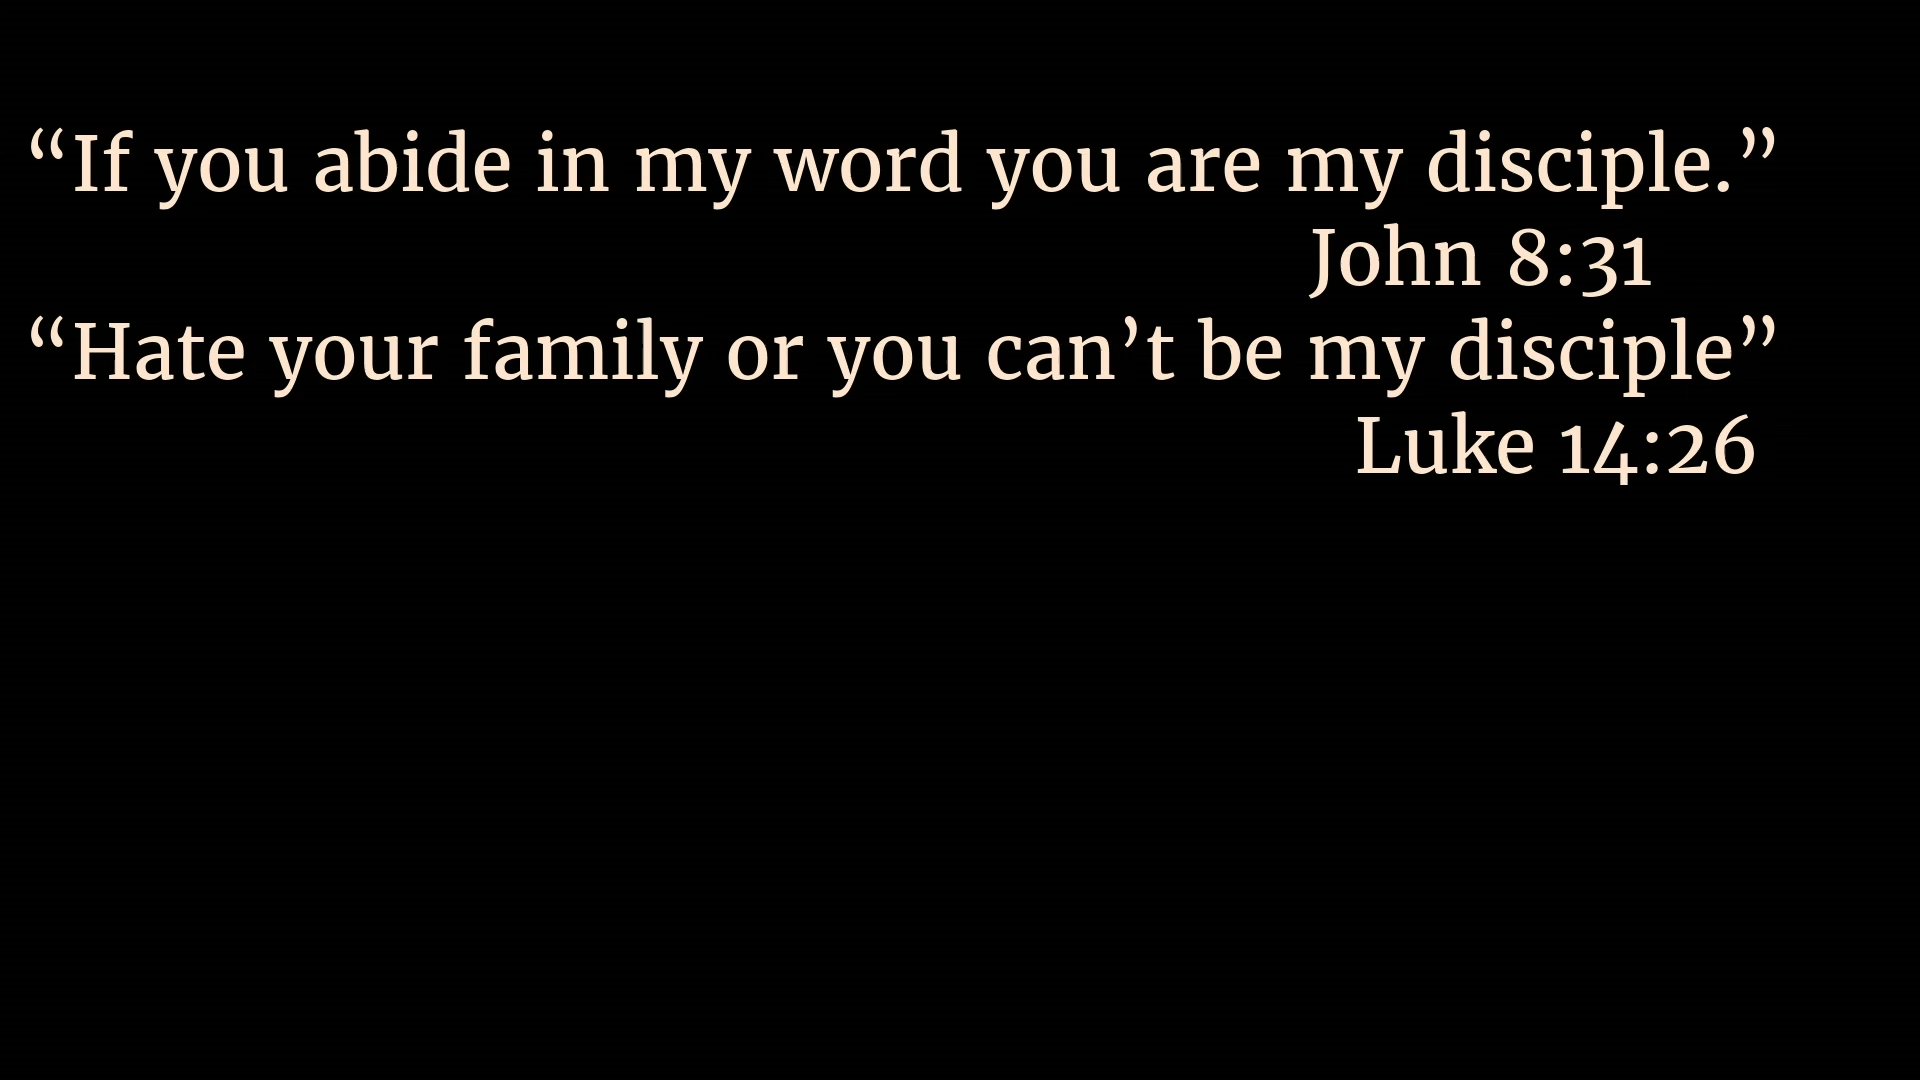 “If you abide in my word you are my disciple.”
John 8:31
“Hate your family or you can’t be my disciple”
Luke 14:26